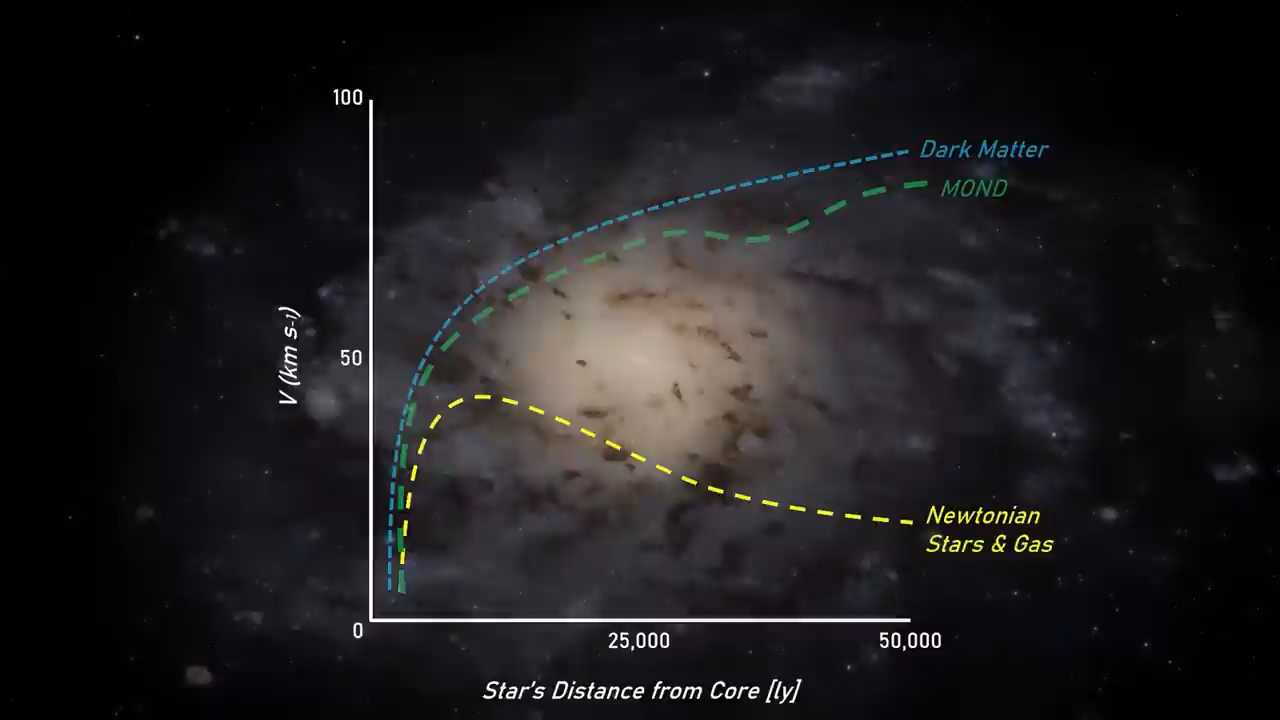 100
Dark Matter
MOND
V (km s-1)
50
Newtonian
Stars & Gas
0
25,000
50,000
Star's Distance from Core [ly]